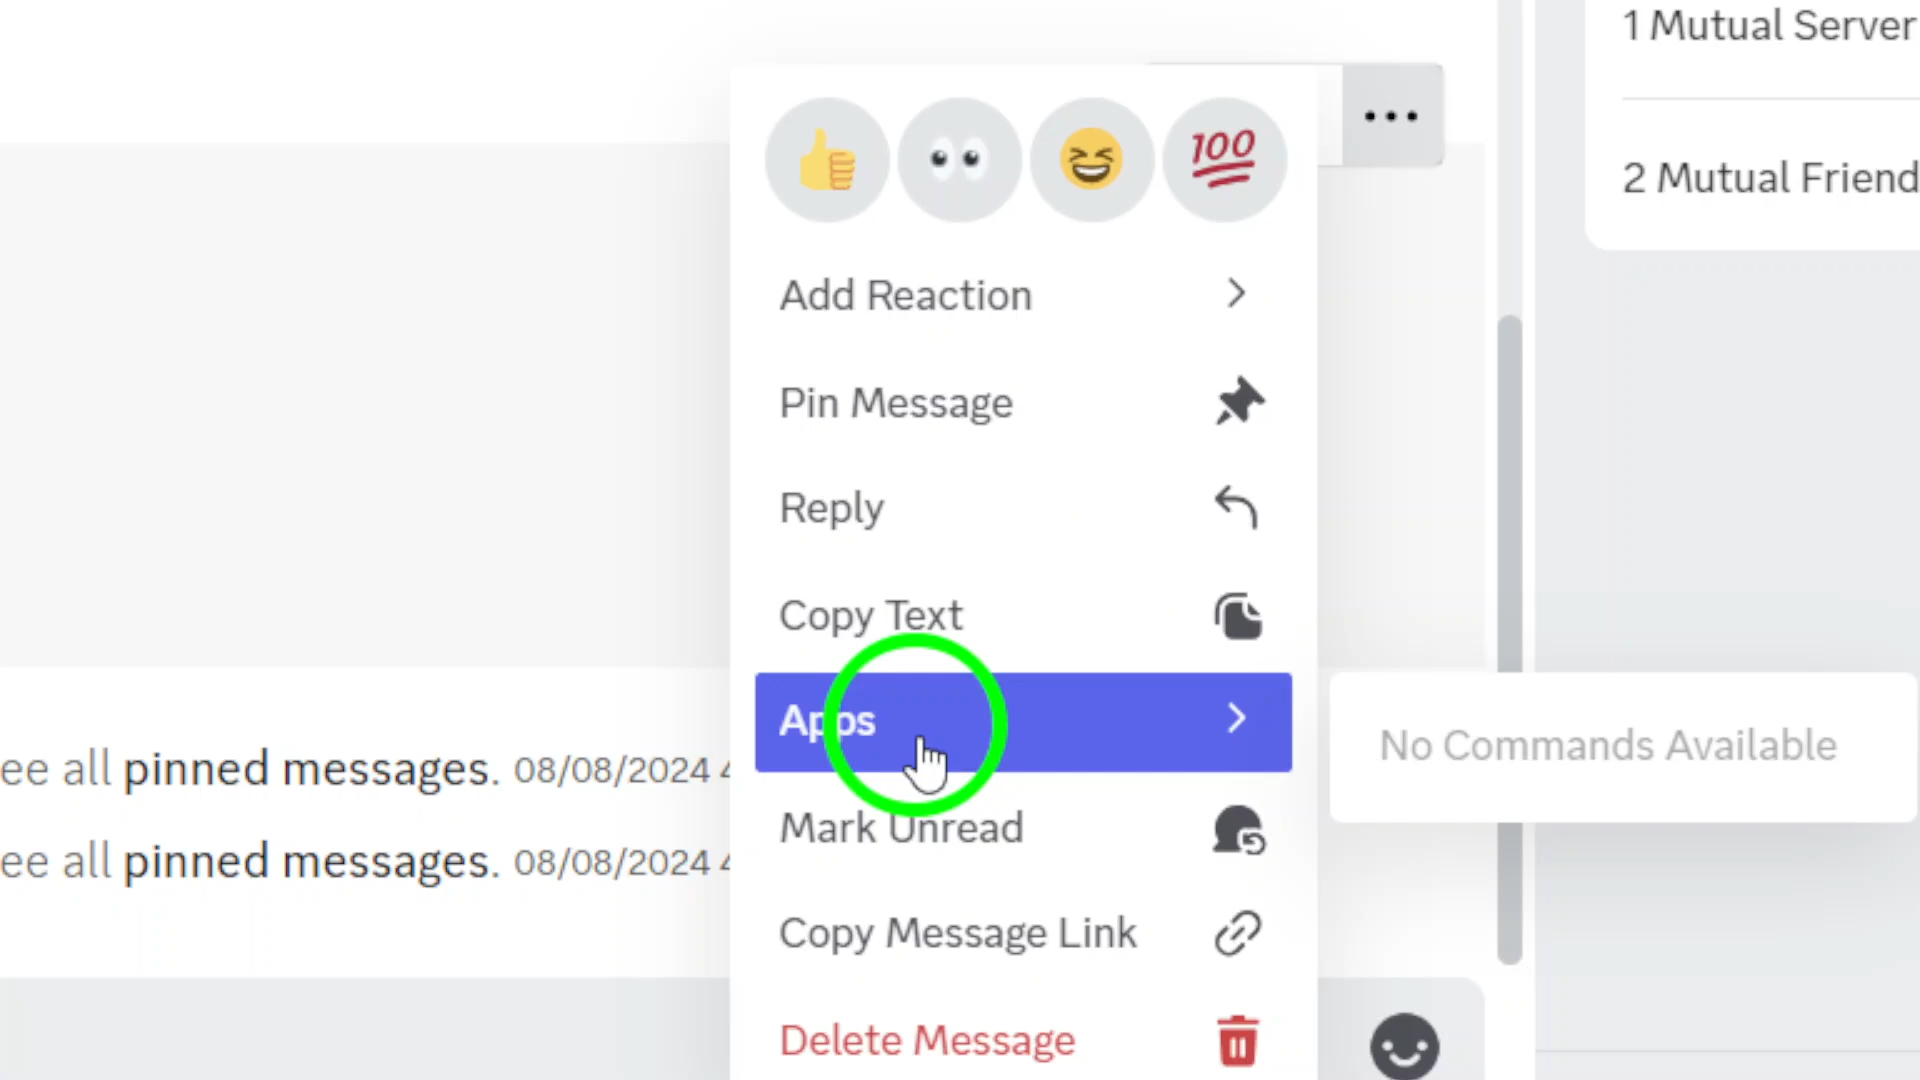 1 Mutual Server
2 Mutual Friend
100
Add Reaction
Pin Message
Reply
Copy Text
Apps
No Commands Available
Mark Unread
ee all pinned messages. 08/08/2024 4
ee all pinned messages. 08/08/2024 4
Copy Message Link
Delete Message